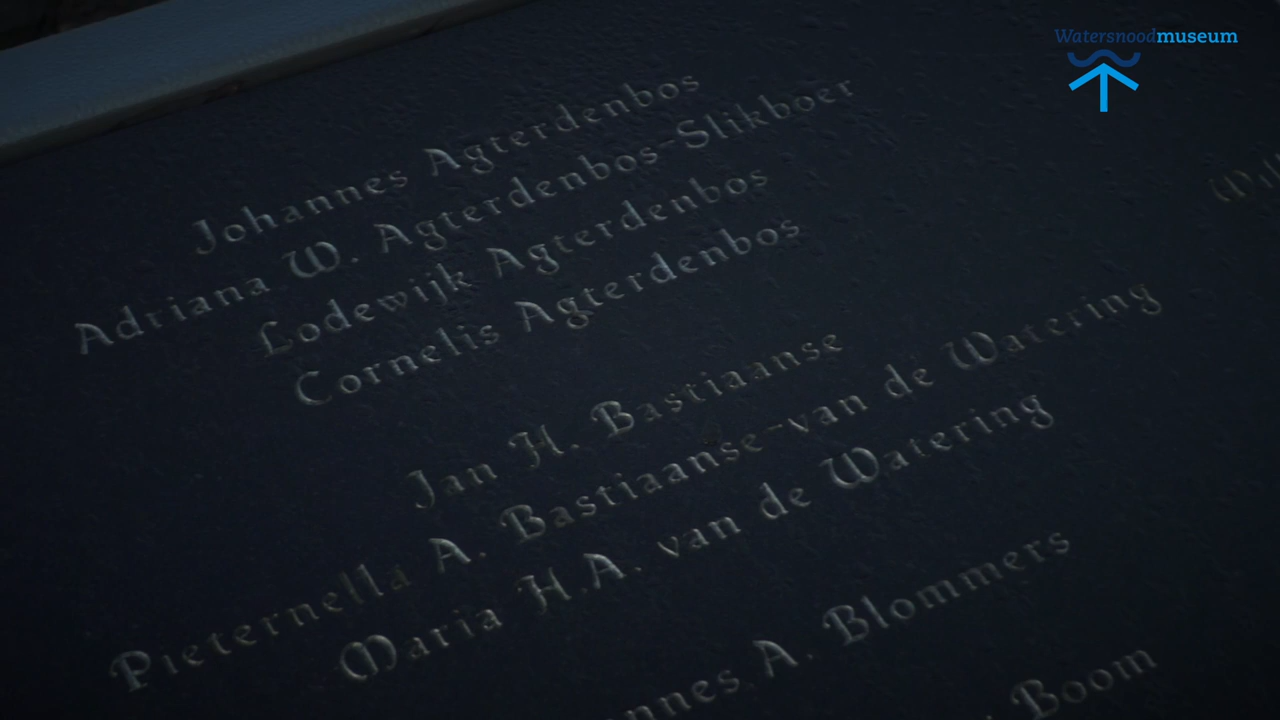 Watersnoodmuseum
Johannes Agterdenbos
Adriana W. Agterdenbos-Slikboer
Lodewijk Agterdenbos
Cornelis Agterdenbos
Jan H. Bastiaanse
Pieternella A. Bastiaanse-van de Watering
Maria H.A. van de Watering
A. Blommers
Boom